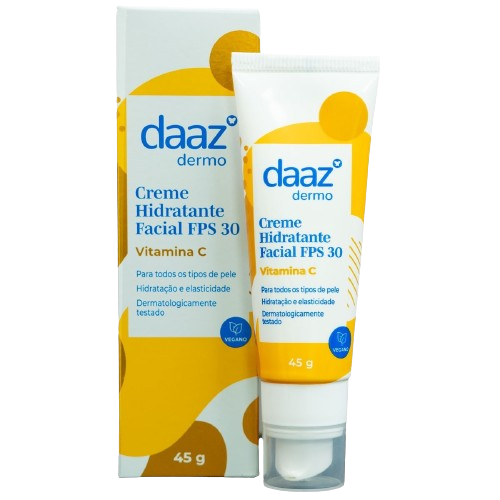 daaz
dermo
Creme
Hidratante
Facial FPS 30
Vitamina C
Para todos os tipos de pele
Hidratação e elasticidade
Dermatologicamente
testado
VEGANO
45 g
daaz
dermo
Creme
Hidratante
Facial FPS 30
Vitamina C
Para todos os tipos de pele
Hidratação e elasticidade
Dermatologicamente
testado
VEGANO
45 g